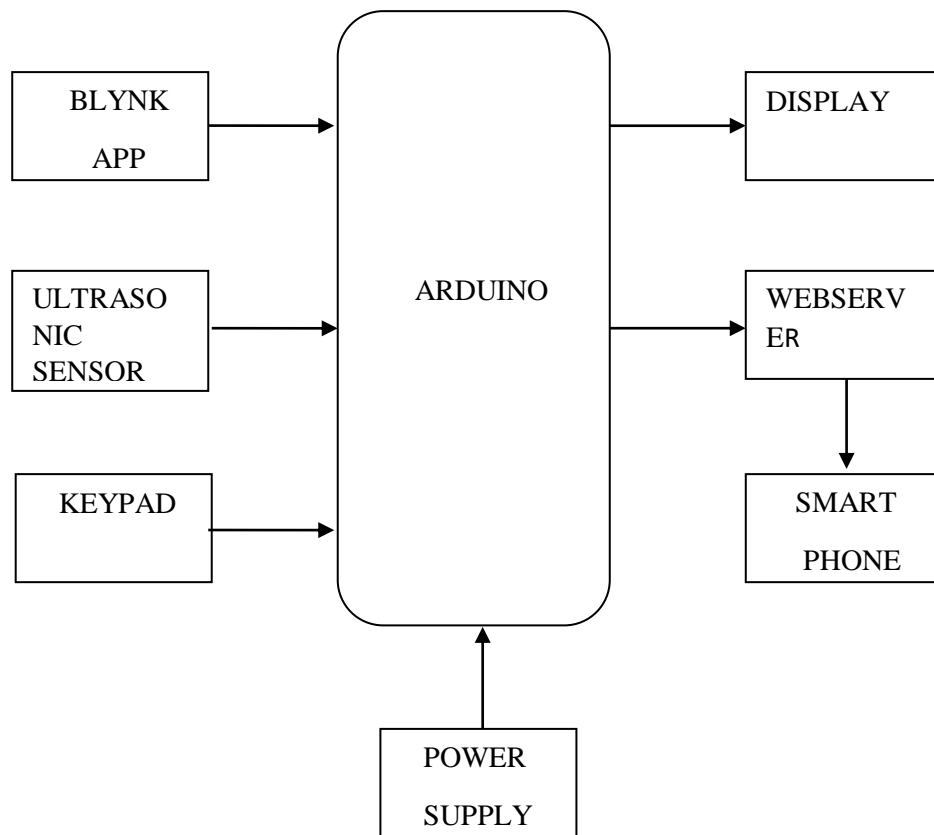 BLYNK
APP
DISPLAY
ULTRASO
NIC
SENSOR
ARDUINO
WEBSERV
ER
KEYPAD
SMART
PHONE
POWER
SUPPLY